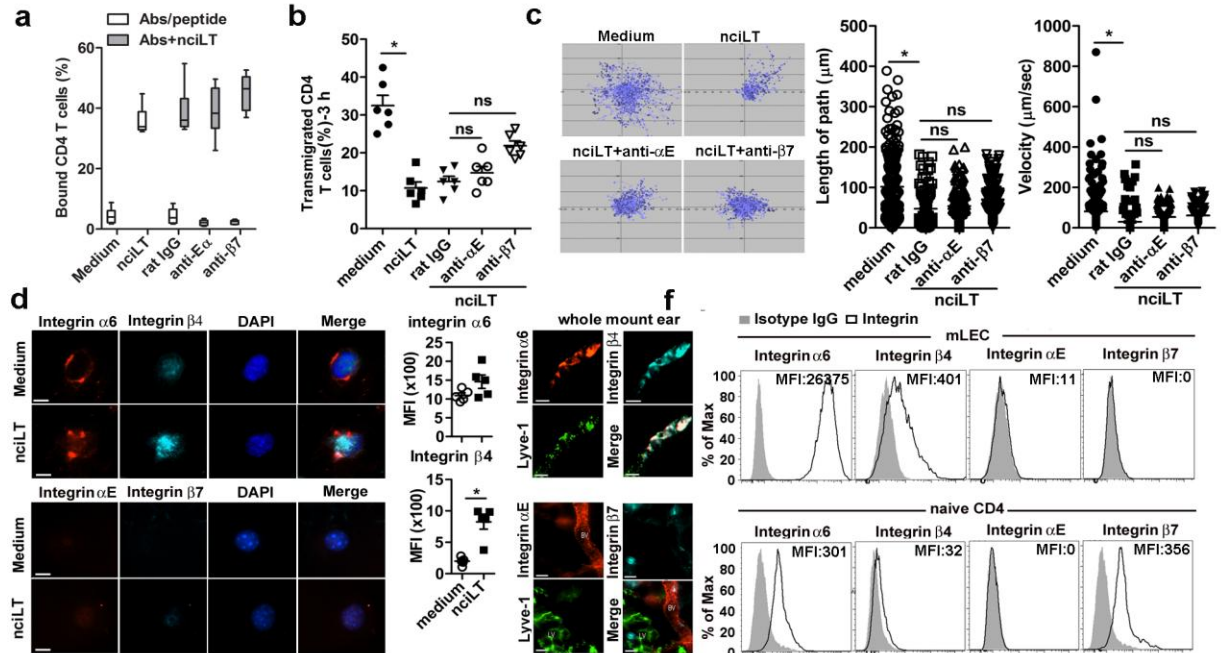 a
Abs/peptide
Abs+nciLT
Bound CD4 T cells (%)
60
40
20
0
Medium
nciLT
rat IgG
anti-Eα
anti-β7
b
Transmigrated CD4
T cells(%)-3 h
50
40
30
20
10
0
*
ns
ns
medium
nciLT
rat IgG
anti-αE
anti-β7
nciLT
c
Medium
nciLT
nciLT+anti-αE
nciLT+anti-β7
Length of path (μm)
500
400
300
200
100
0
*
ns
ns
medium
rat IgG
anti-αE
anti-β7
nciLT
Velocity (μm/sec)
1000
800
600
400
200
0
*
ns
ns
medium
rat IgG
anti-αE
anti-β7
nciLT
d
Integrin α6
Integrin β4
DAPI
Merge
Medium
nciLT
Integrin αE
Integrin β7
DAPI
Merge
Medium
nciLT
integrin α6
MFI (x100)
25
20
15
10
5
0
Integrin β4
MFI (x100)
10
5
0
*
medium
nciLT
whole mount ear
Integrin α6
Integrin β4
Lyve-1
Merge
Integrin αE
Integrin β7
Lyve-1
Merge
BV
LV
BV
f
Isotype IgG
Integrin
mLEC
Integrin α6
Integrin β4
Integrin αE
Integrin β7
MFI:26375
MFI:401
MFI:11
MFI:0
% of Max
100
80
60
40
20
0
naive CD4
Integrin α6
Integrin β4
Integrin αE
Integrin β7
MFI:301
MFI:32
MFI:0
MFI:356
% of Max
100
80
60
40
20
0